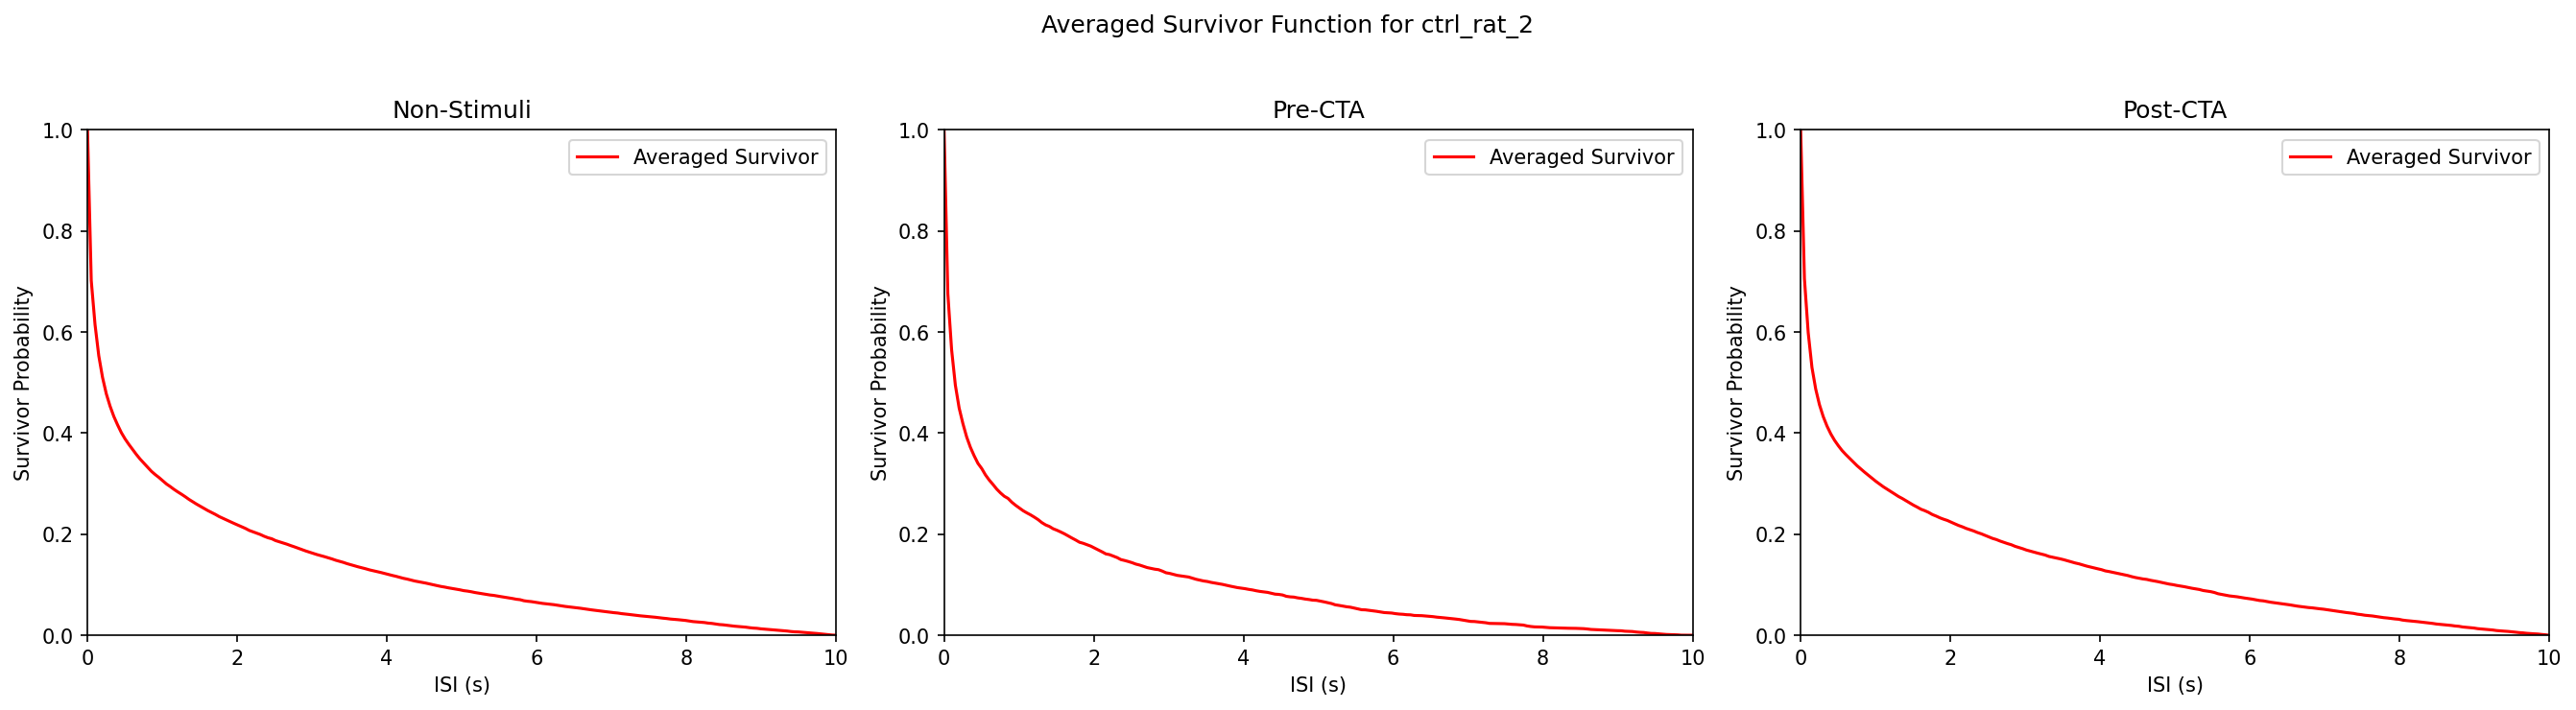 Averaged Survivor Function for ctrl_rat_2
Non-Stimuli
Averaged Survivor
Survivor Probability
1.0
0.8
0.6
0.4
0.2
0.0
0 2 4 6 8 10
ISI (s)
Pre-CTA
Averaged Survivor
Survivor Probability
1.0
0.8
0.6
0.4
0.2
0.0
0 2 4 6 8 10
ISI (s)
Post-CTA
Averaged Survivor
Survivor Probability
1.0
0.8
0.6
0.4
0.2
0.0
0 2 4 6 8 10
ISI (s)